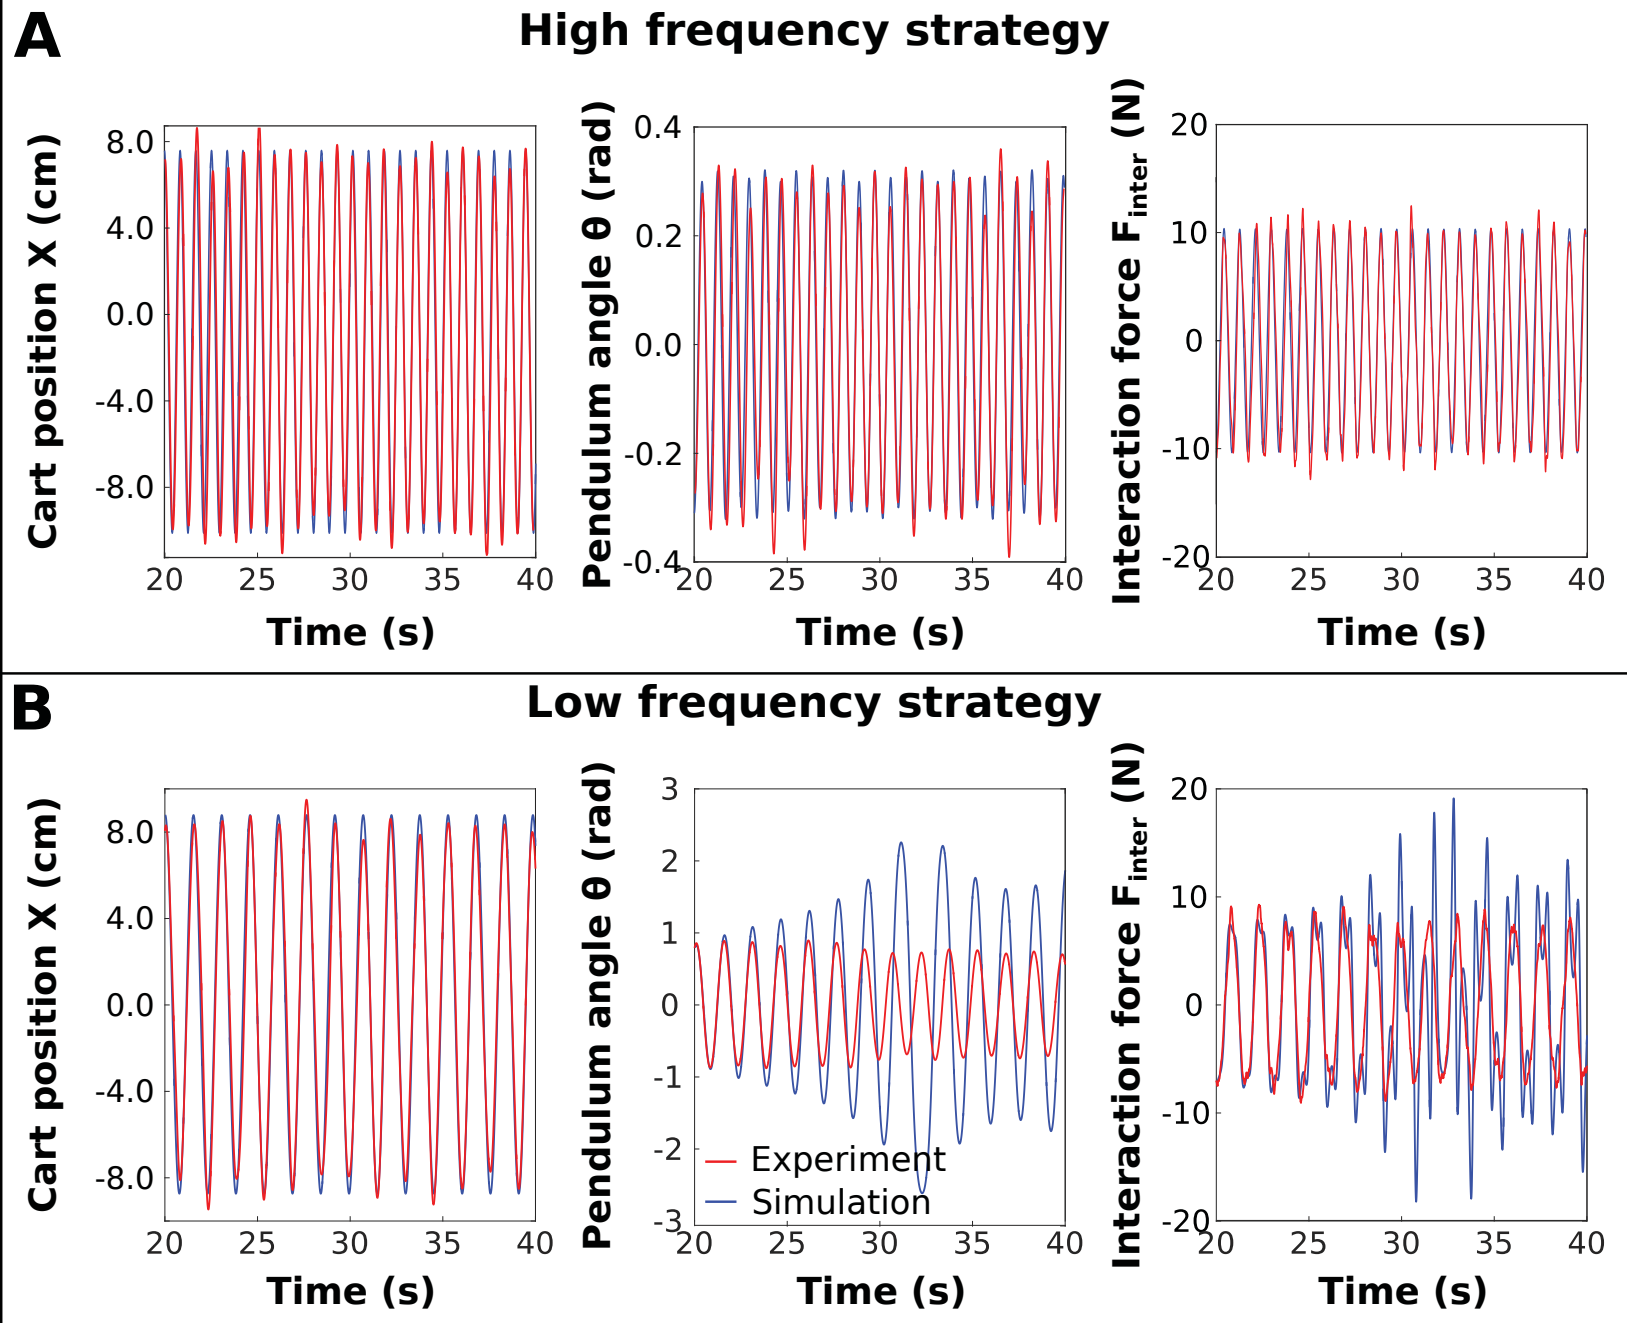 A
High frequency strategy
Cart position X (cm)
8.0
4.0
0.0
-4.0
-8.0
20 25 30 35 40
Time (s)
Pendulum angle θ (rad)
0.4
0.2
0.0
-0.2
-0.4
20 25 30 35 40
Time (s)
Interaction force Finter (N)
20
10
0
-10
-20
20 25 30 35 40
Time (s)
B
Low frequency strategy
Cart position X (cm)
8.0
4.0
0.0
-4.0
-8.0
20 25 30 35 40
Time (s)
Pendulum angle θ (rad)
3
2
1
0
-1
-2
-3
Experiment
Simulation
20 25 30 35 40
Time (s)
Interaction force Finter (N)
20
10
0
-10
-20
20 25 30 35 40
Time (s)